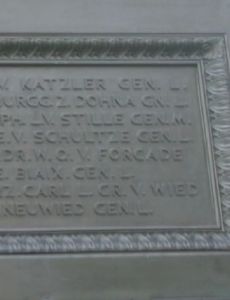 V. KATZLER GEN. L.
BURGG. Z. DOHNA GN. L.
PH. L.V. STILLE GEN. M.
E.V. SCHULTZE GEN. L.
DR. W. Q. V. FORCADE
E. BIAIX. GEN. L.
CARL L. GR. V. WIED
NEUWIED GEN. L.